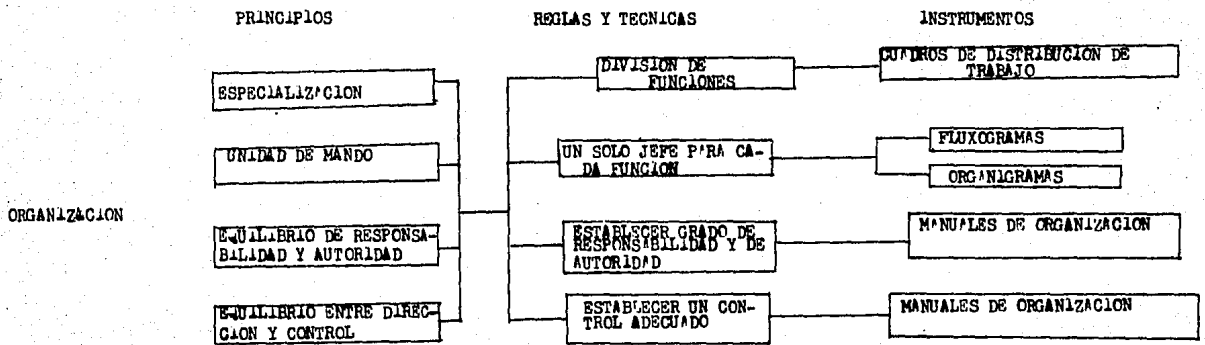 PRINCIPIOS
REGLAS Y TECNICAS
INSTRUMENTOS
ORGANIZACION
ESPECIALIZACION
UNIDAD DE MANDO
EQUILIBRIO DE RESPONSA-
BILIDAD Y AUTORIDAD
EQUILIBRIO ENTRE DIREC-
CION Y CONTROL
DIVISION DE
FUNCIONES
UN SOLO JEFE PARA CA-
DA FUNCION
ESTABLECER GRADO DE
RESPONSABILIDAD Y DE
AUTORIDAD
ESTABLECER UN CON-
TROL ADECUADO
CUADROS DE DISTRIBUCION DE
TRABAJO
FLUXOGRAMAS
ORGANIGRAMAS
MANUALES DE ORGANIZACION
MANUALES DE ORGANIZACION